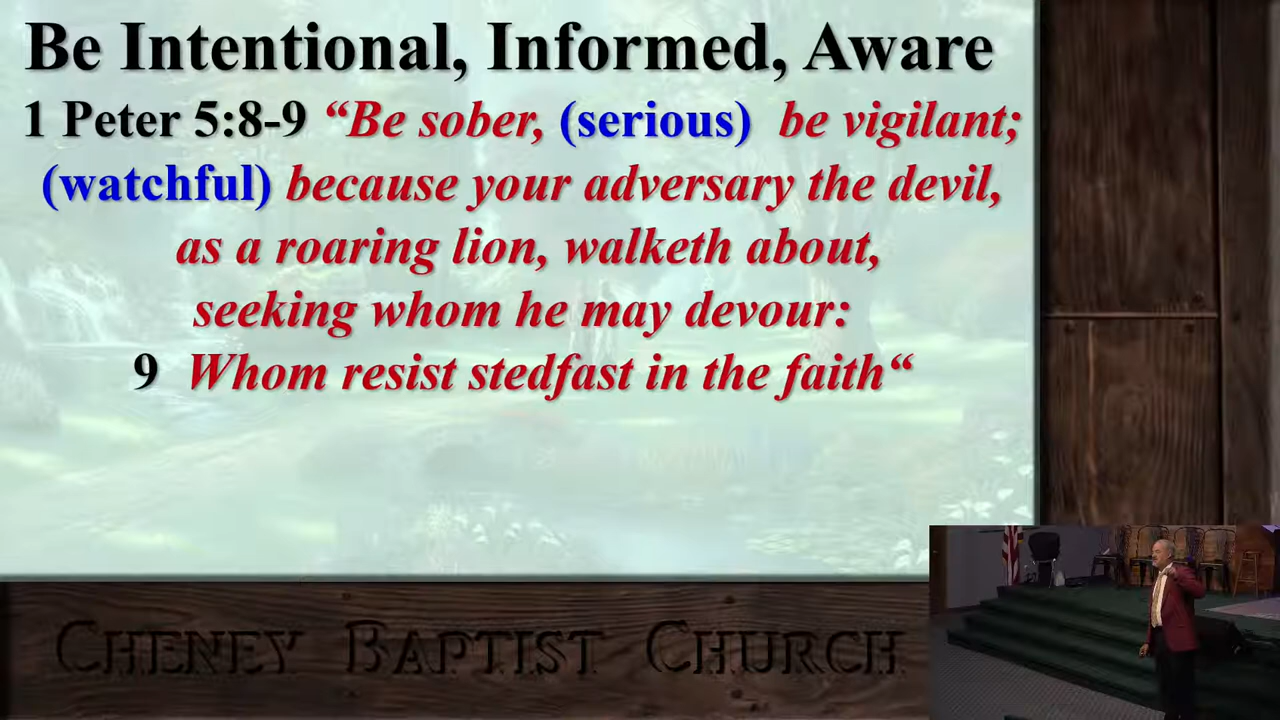 Be Intentional, Informed, Aware
1 Peter 5:8-9 “Be sober, (serious) be vigilant;
(watchful) because your adversary the devil,
as a roaring lion, walketh about,
seeking whom he may devour:
9 Whom resist stedfast in the faith“
CHENEY BAPTIST CHURCH